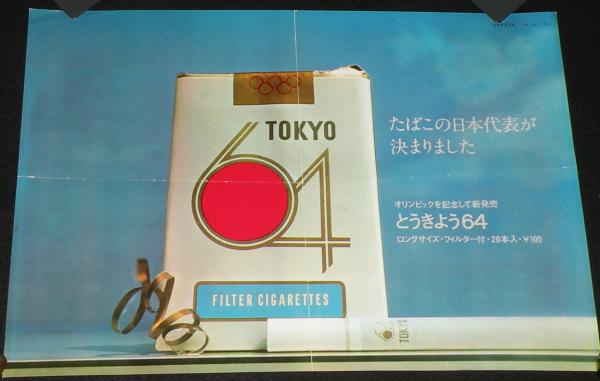 TOKYO
64
FILTER CIGARETTES
たばこの日本代表が
決まりました
オリンピックを記念して新発売
とうきょう64
ロングサイズ・フィルター付・20本入・¥100
64 TOKYO